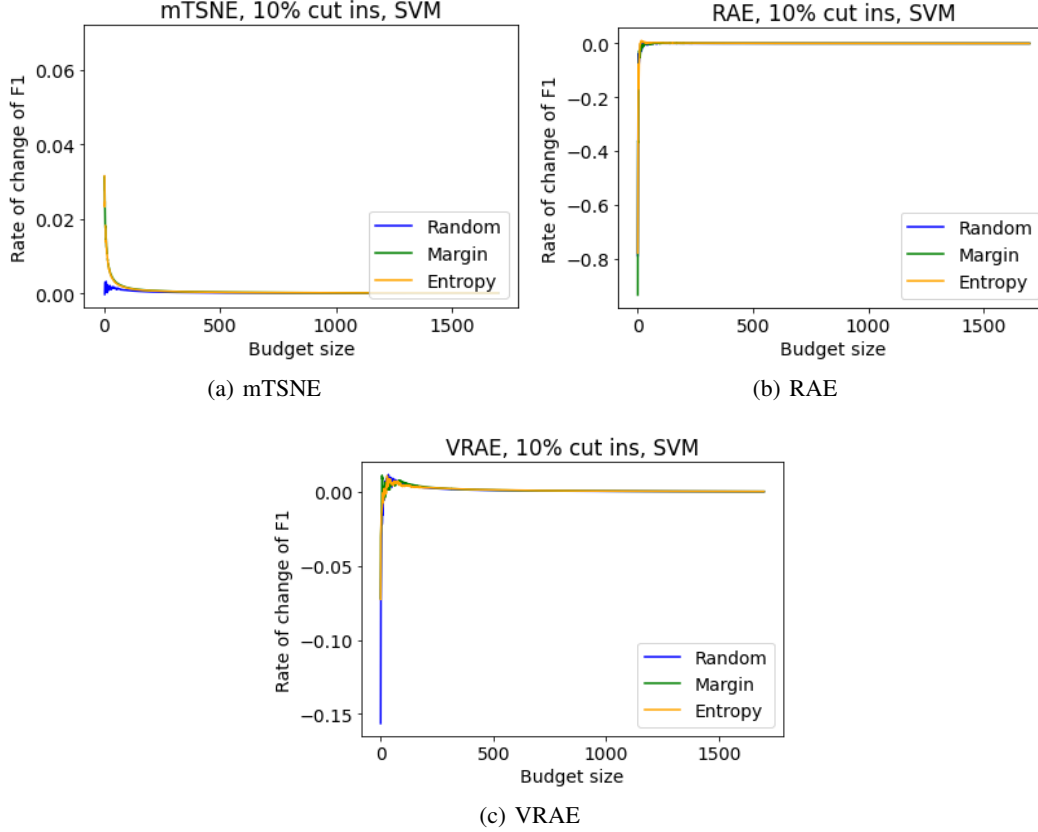 mTSNE, 10% cut ins, SVM
Rate of change of F1
0.06
0.04
0.02
0.00
Random
Margin
Entropy
0
500
1000
1500
Budget size
(a) mTSNE
RAE, 10% cut ins, SVM
Rate of change of F1
0.0
−0.2
−0.4
−0.6
−0.8
Random
Margin
Entropy
0
500
1000
1500
Budget size
(b) RAE
VRAE, 10% cut ins, SVM
Rate of change of F1
0.00
−0.05
−0.10
−0.15
Random
Margin
Entropy
0
500
1000
1500
Budget size
(c) VRAE